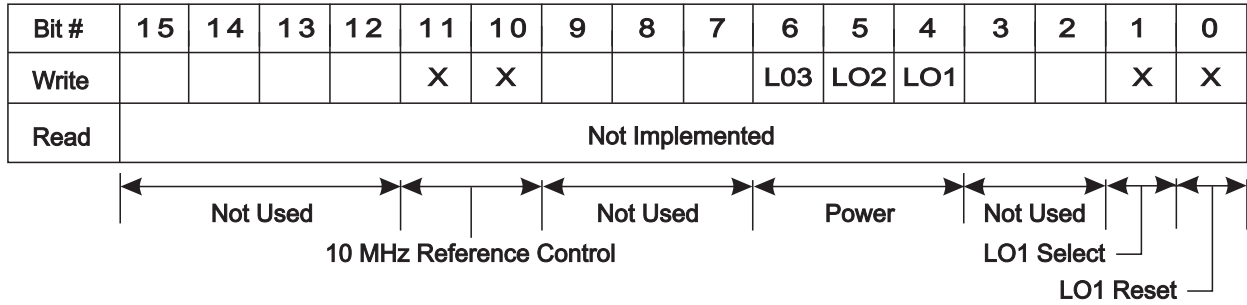 Bit # 15 14 13 12 11 10 9 8 7 6 5 4 3 2 1 0
Write X X L03 LO2 LO1 X X
Read Not Implemented
Not Used Not Used Power Not Used
10 MHz Reference Control LO1 Select
LO1 Reset